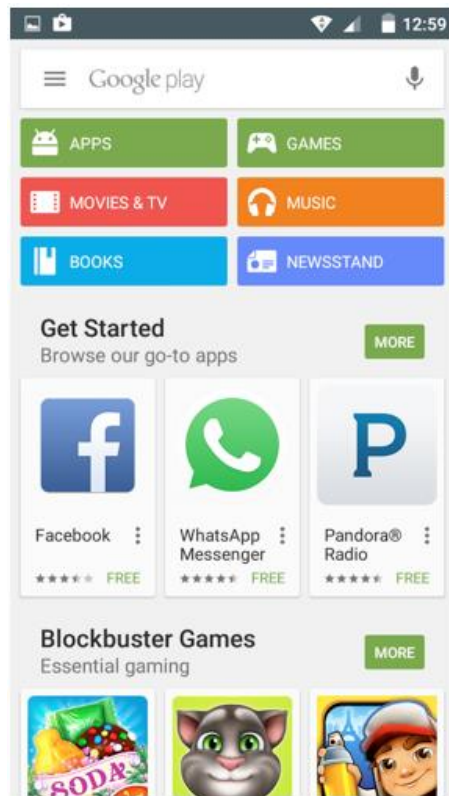 12:59
Google play
APPS
GAMES
MOVIES & TV
MUSIC
BOOKS
NEWSSTAND
Get Started
Browse our go-to apps
MORE
f
P
Facebook
WhatsApp
Messenger
Pandora®
Radio
FREE
FREE
FREE
Blockbuster Games
Essential gaming
MORE
SODA